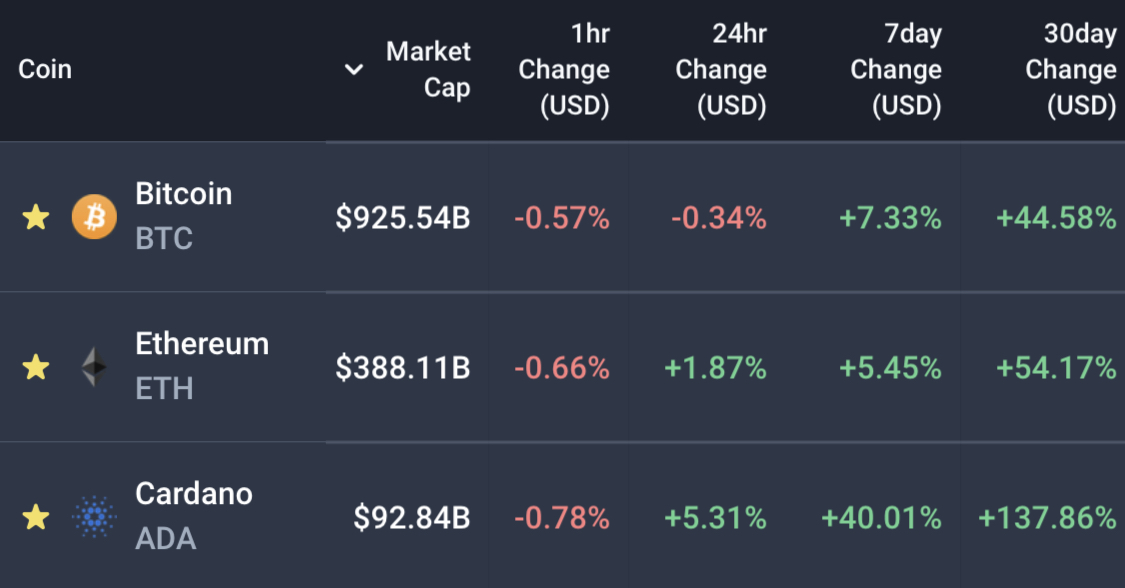 Coin
Market Cap
1hr Change (USD)
24hr Change (USD)
7day Change (USD)
30day Change (USD)
Bitcoin
BTC
$925.54B -0.57% -0.34% +7.33% +44.58%
Ethereum
ETH
$388.11B -0.66% +1.87% +5.45% +54.17%
Cardano
ADA
$92.84B -0.78% +5.31% +40.01% +137.86%